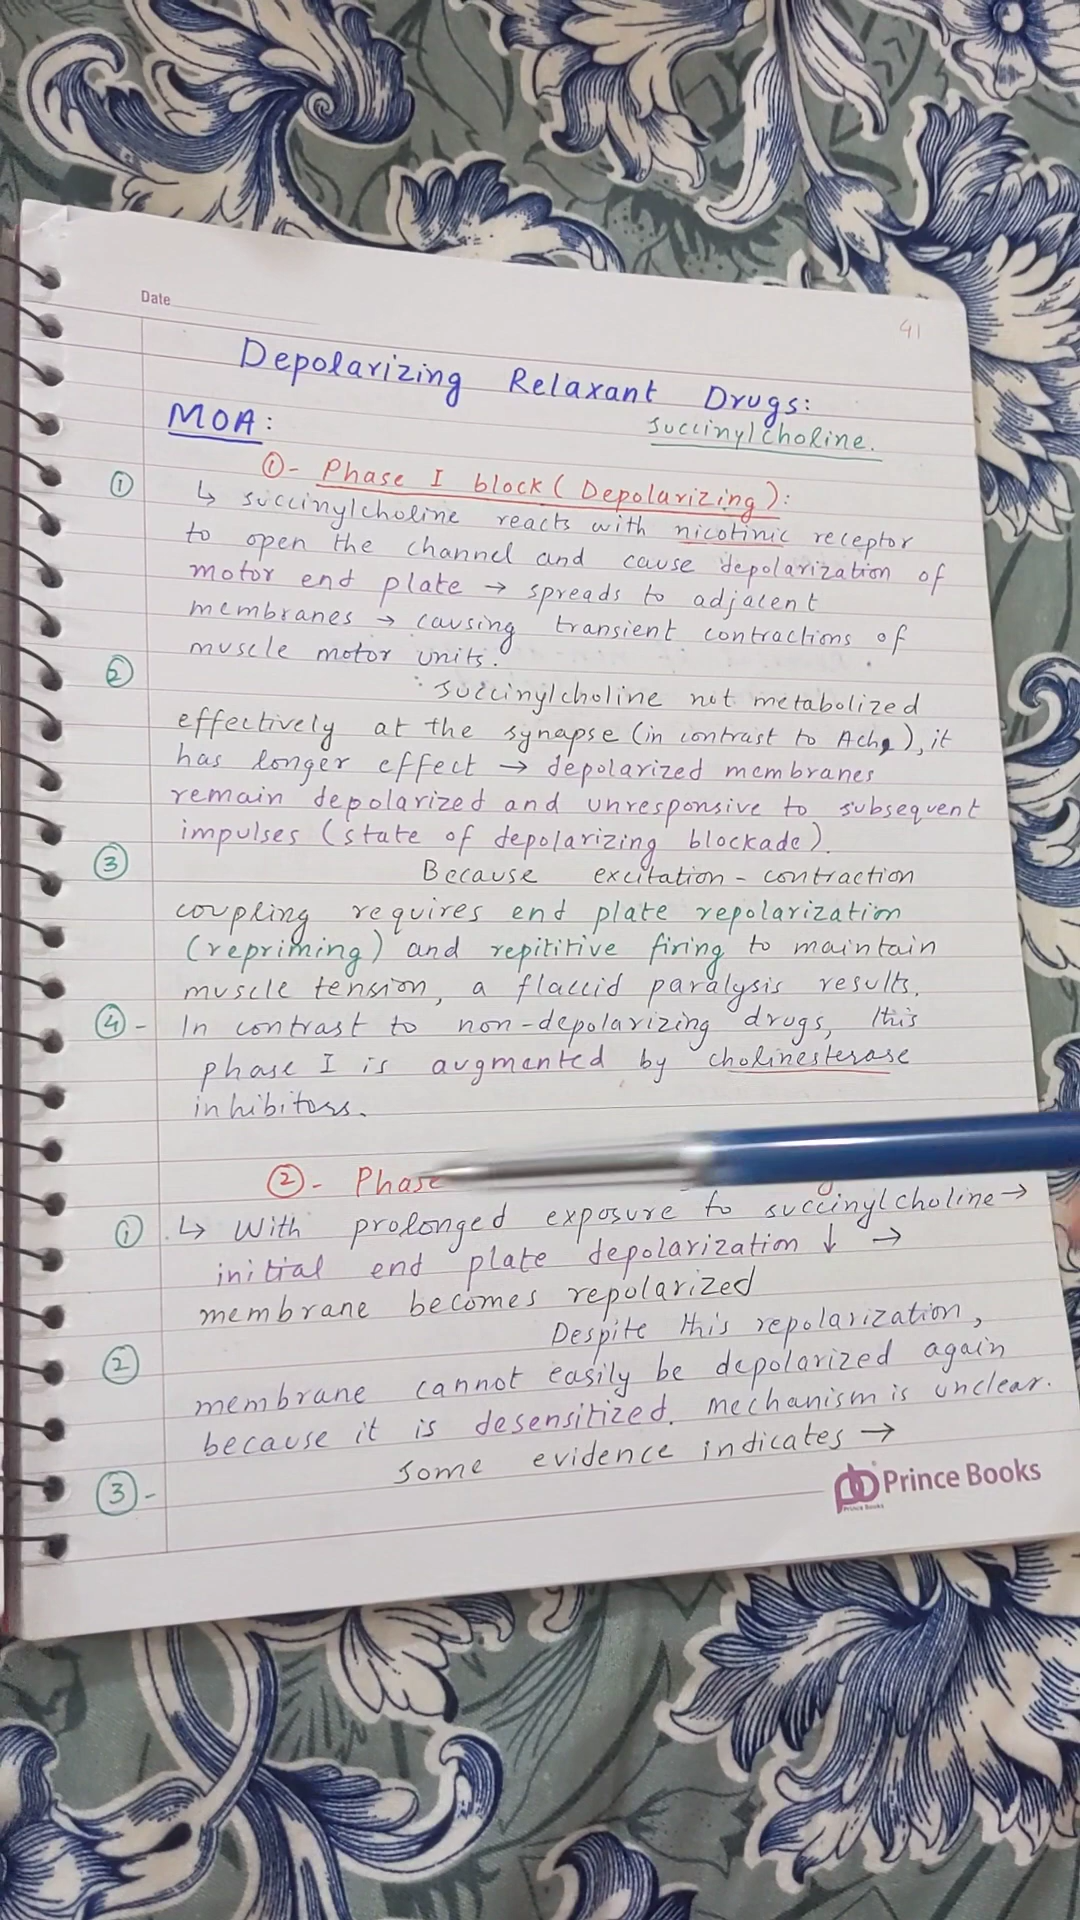 Date
41
Depolarizing Relaxant Drugs:
MOA:
Succinylcholine.
①- Phase I block (Depolarizing):
① ↳ succinylcholine reacts with nicotinic receptor
to open the channel and cause depolarization of
motor end plate → spreads to adjacent
membranes → causing transient contractions of
muscle motor units.
② : Succinylcholine not metabolized
effectively at the synapse (in contrast to Ach), it
has longer effect → depolarized membranes
remain depolarized and unresponsive to subsequent
impulses (state of depolarizing blockade).
③ Because excitation - contraction
coupling requires end plate repolarization
(repriming) and repititive firing to maintain
muscle tension, a flaccid paralysis results.
④- In contrast to non-depolarizing drugs, this
phase I is augmented by cholinesterase
inhibitors.
②- Phase
① ↳ With prolonged exposure to succinylcholine →
initial end plate depolarization ↓ →
membrane becomes repolarized
② Despite this repolarization,
membrane cannot easily be depolarized again
because it is desensitized. mechanism is unclear.
③- some evidence indicates →
Prince Books
Prince Books